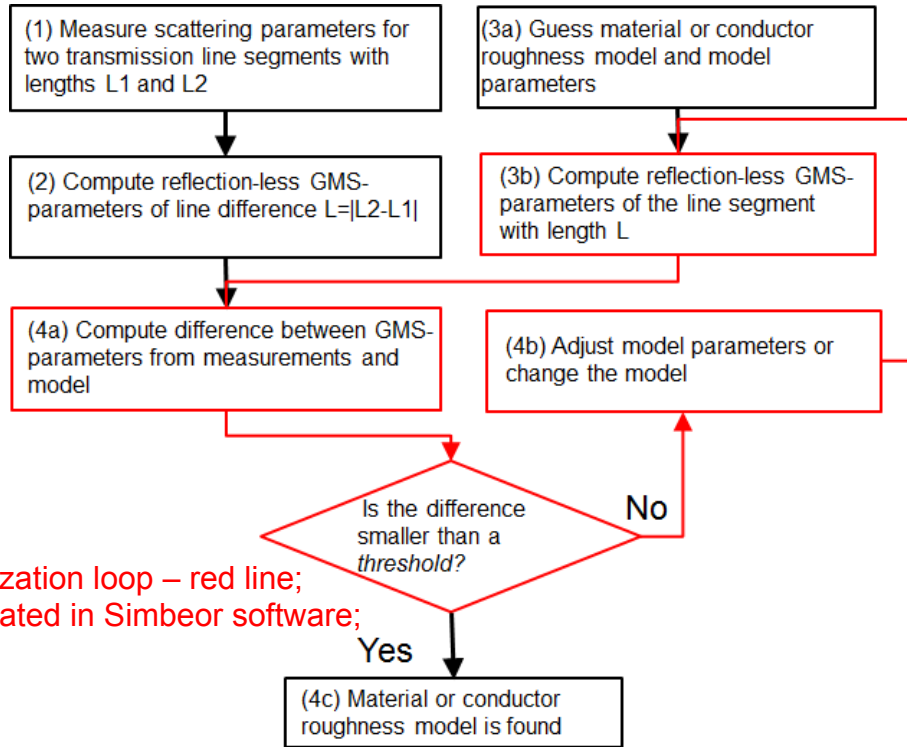 (1) Measure scattering parameters for
two transmission line segments with
lengths L1 and L2
(3a) Guess material or conductor
roughness model and model
parameters
(2) Compute reflection-less GMS-
parameters of line difference L=|L2-L1|
(3b) Compute reflection-less GMS-
parameters of the line segment
with length L
(4a) Compute difference between GMS-
parameters from measurements and
model
(4b) Adjust model parameters or
change the model
Is the difference
smaller than a
threshold?
No
zation loop – red line;
ated in Simbeor software;
Yes
(4c) Material or conductor
roughness model is found